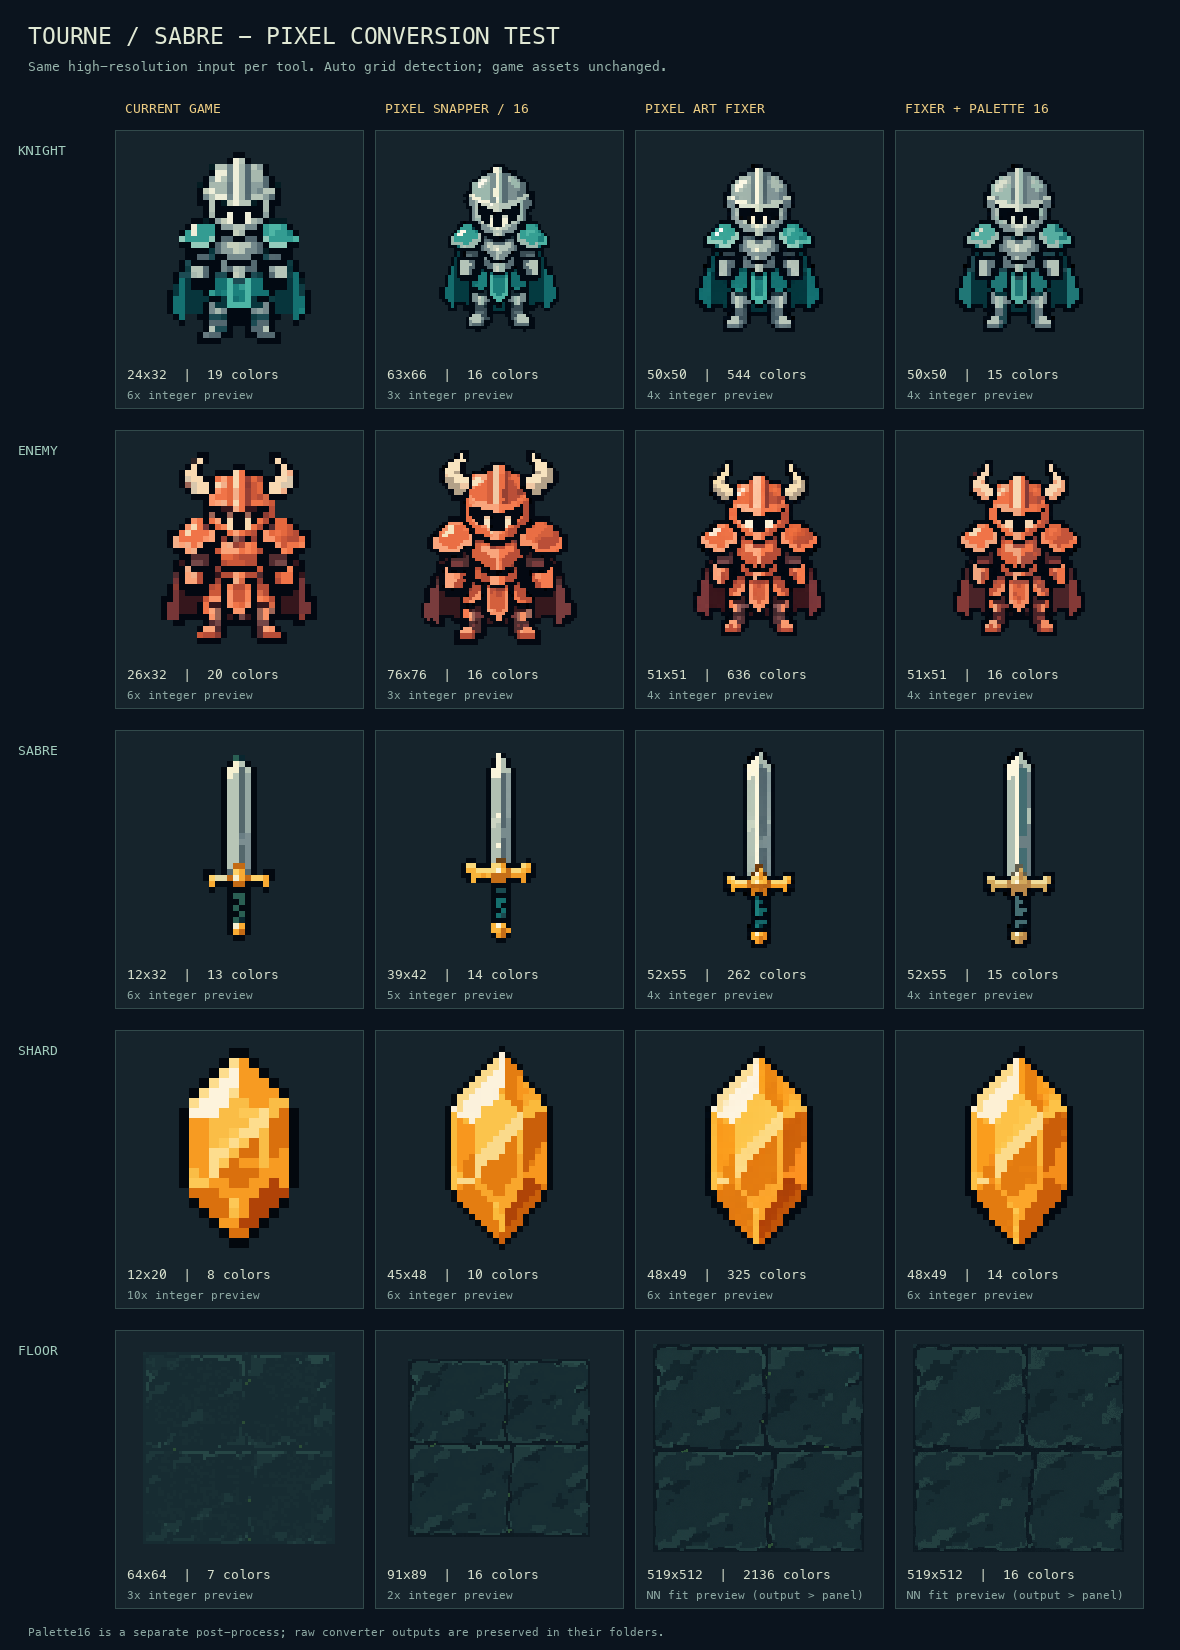 TOURNE / SABRE — PIXEL CONVERSION TEST
Same high-resolution input per tool. Auto grid detection; game assets unchanged.
CURRENT GAME
PIXEL SNAPPER / 16
PIXEL ART FIXER
FIXER + PALETTE 16
KNIGHT
24x32 | 19 colors
6x integer preview
63x66 | 16 colors
3x integer preview
50x50 | 544 colors
4x integer preview
50x50 | 15 colors
4x integer preview
ENEMY
26x32 | 20 colors
6x integer preview
76x76 | 16 colors
3x integer preview
51x51 | 636 colors
4x integer preview
51x51 | 16 colors
4x integer preview
SABRE
12x32 | 13 colors
6x integer preview
39x42 | 14 colors
5x integer preview
52x55 | 262 colors
4x integer preview
52x55 | 15 colors
4x integer preview
SHARD
12x20 | 8 colors
10x integer preview
45x48 | 10 colors
6x integer preview
48x49 | 325 colors
6x integer preview
48x49 | 14 colors
6x integer preview
FLOOR
64x64 | 7 colors
3x integer preview
91x89 | 16 colors
2x integer preview
519x512 | 2136 colors
NN fit preview (output > panel)
519x512 | 16 colors
NN fit preview (output > panel)
Palette16 is a separate post-process; raw converter outputs are preserved in their folders.